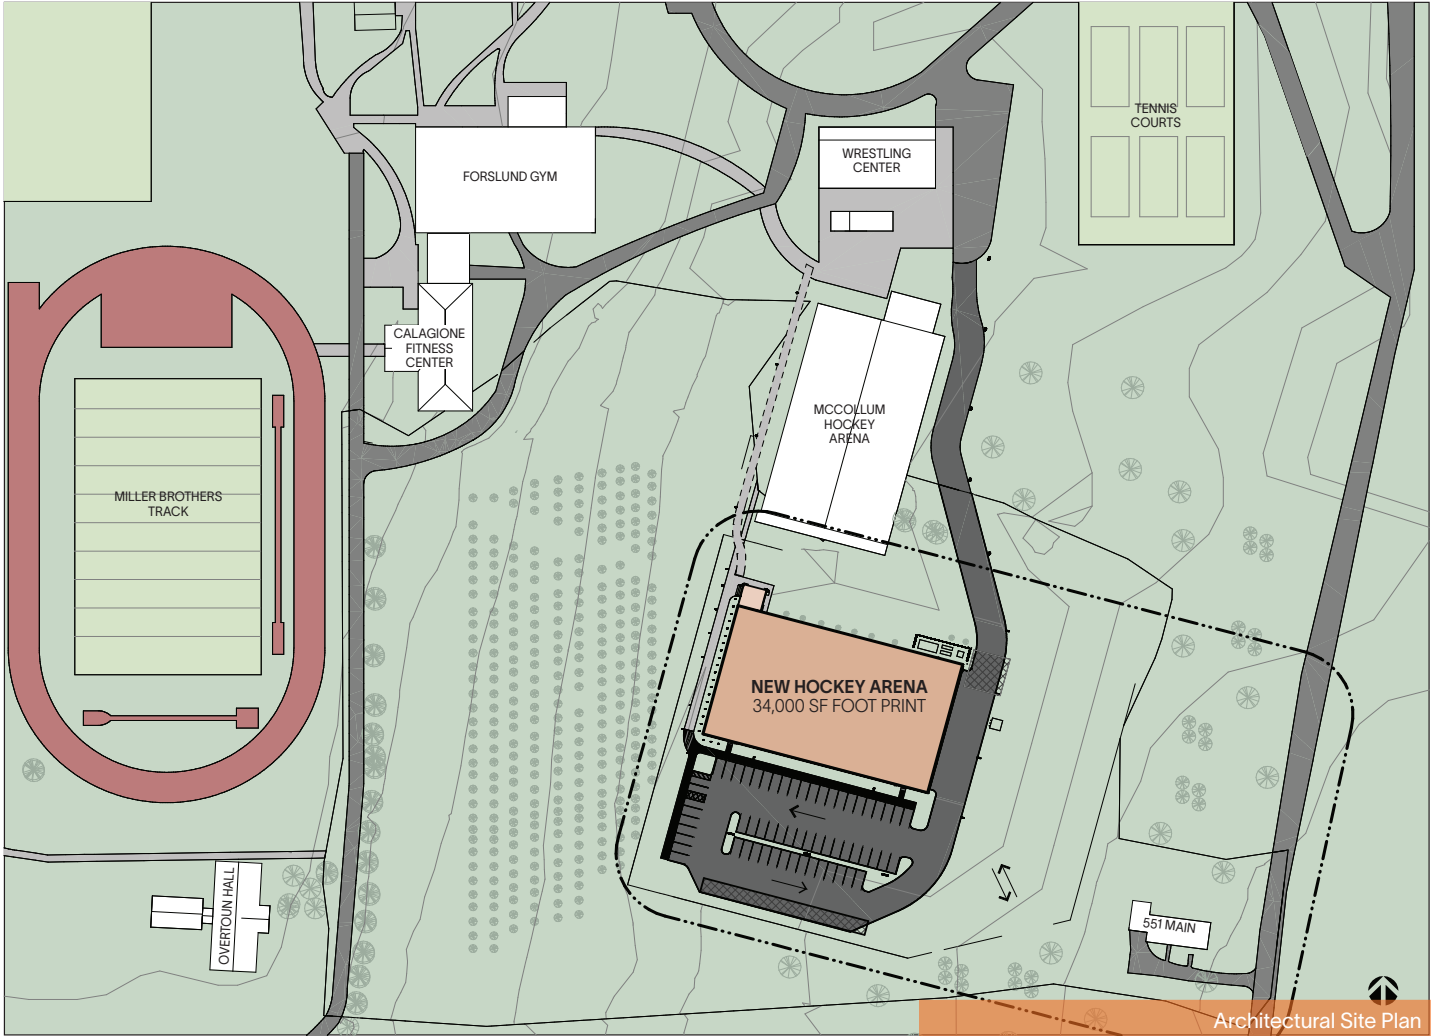 TENNIS
COURTS
WRESTLING
CENTER
FORSLUND GYM
CALAGIONE
FITNESS
CENTER
MCCOLLUM
HOCKEY
ARENA
MILLER BROTHERS
TRACK
NEW HOCKEY ARENA
34,000 SF FOOT PRINT
OVERTOUN HALL
551 MAIN
Architectural Site Plan